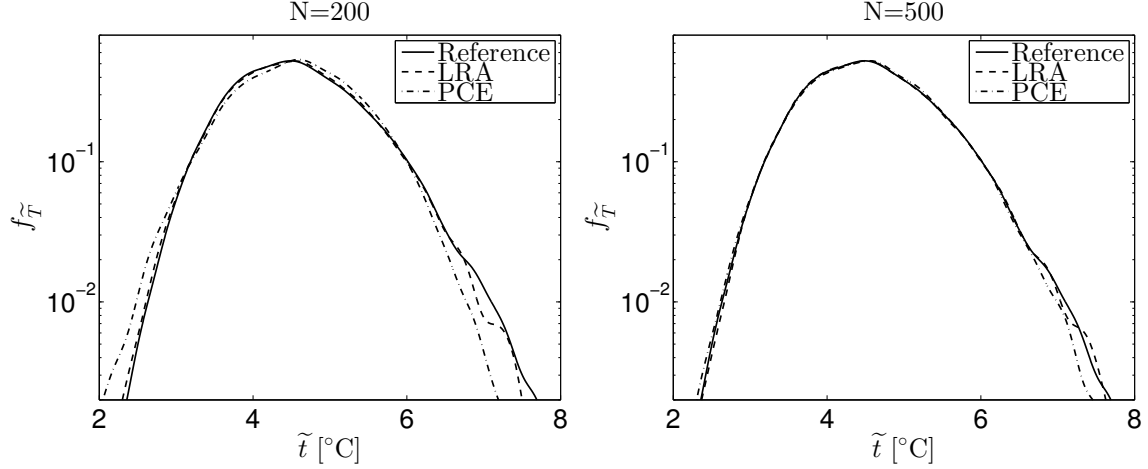 N=200
Reference
LRA
PCE
10⁻¹
10⁻²
f_T̃
2 4 6 8
t̃ [°C]
N=500
Reference
LRA
PCE
10⁻¹
10⁻²
f_T̃
2 4 6 8
t̃ [°C]